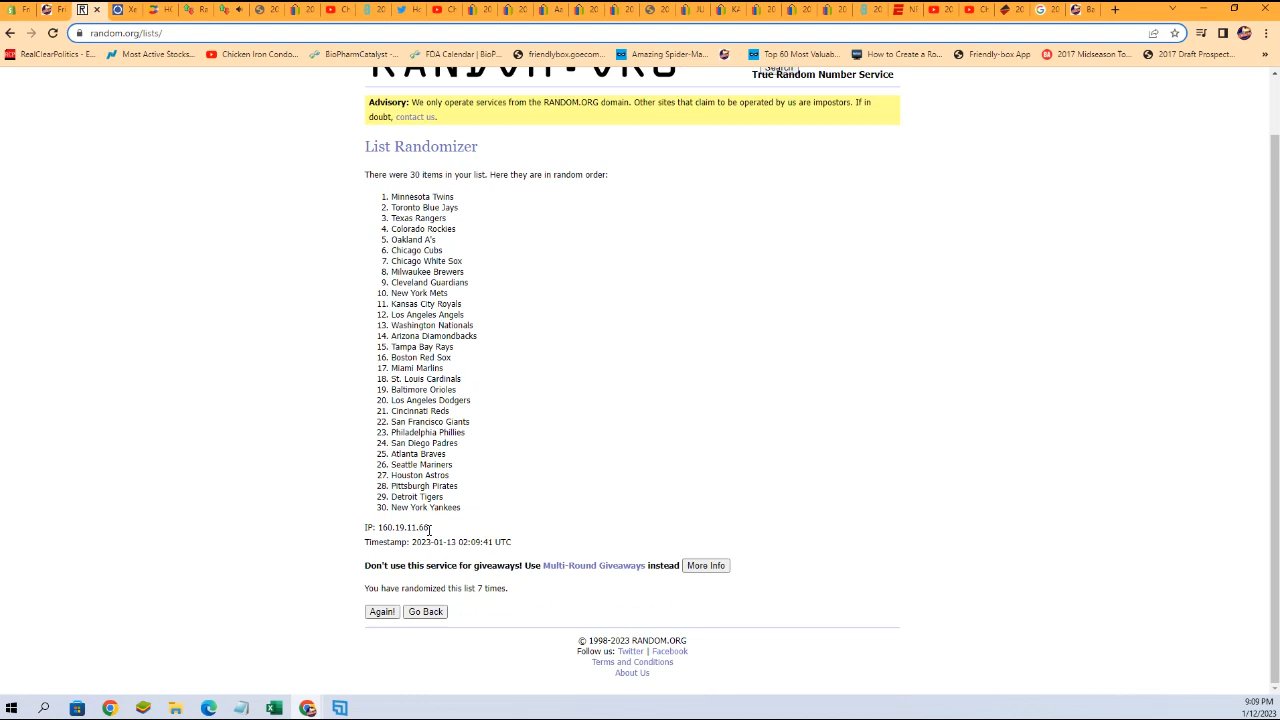 random.org/lists/
RealClearPolitics - E...
Most Active Stocks...
Chicken Iron Condo...
BioPharmCatalyst -...
FDA Calendar | BioP...
friendlybox.goecom...
Amazing Spider-Ma...
Top 60 Most Valuab...
How to Create a Ro...
Friendly-box App
2017 Midseason To...
2017 Draft Prospect...
RANDOM.ORG
Search
True Random Number Service
Advisory: We only operate services from the RANDOM.ORG domain. Other sites that claim to be operated by us are impostors. If in
doubt, contact us.
List Randomizer
There were 30 items in your list. Here they are in random order:
1. Minnesota Twins
2. Toronto Blue Jays
3. Texas Rangers
4. Colorado Rockies
5. Oakland A's
6. Chicago Cubs
7. Chicago White Sox
8. Milwaukee Brewers
9. Cleveland Guardians
10. New York Mets
11. Kansas City Royals
12. Los Angeles Angels
13. Washington Nationals
14. Arizona Diamondbacks
15. Tampa Bay Rays
16. Boston Red Sox
17. Miami Marlins
18. St. Louis Cardinals
19. Baltimore Orioles
20. Los Angeles Dodgers
21. Cincinnati Reds
22. San Francisco Giants
23. Philadelphia Phillies
24. San Diego Padres
25. Atlanta Braves
26. Seattle Mariners
27. Houston Astros
28. Pittsburgh Pirates
29. Detroit Tigers
30. New York Yankees
IP: 160.19.11.66
Timestamp: 2023-01-13 02:09:41 UTC
Don't use this service for giveaways! Use Multi-Round Giveaways instead More Info
You have randomized this list 7 times.
Again! Go Back
© 1998-2023 RANDOM.ORG
Follow us: Twitter | Facebook
Terms and Conditions
About Us
9:09 PM
1/12/2023